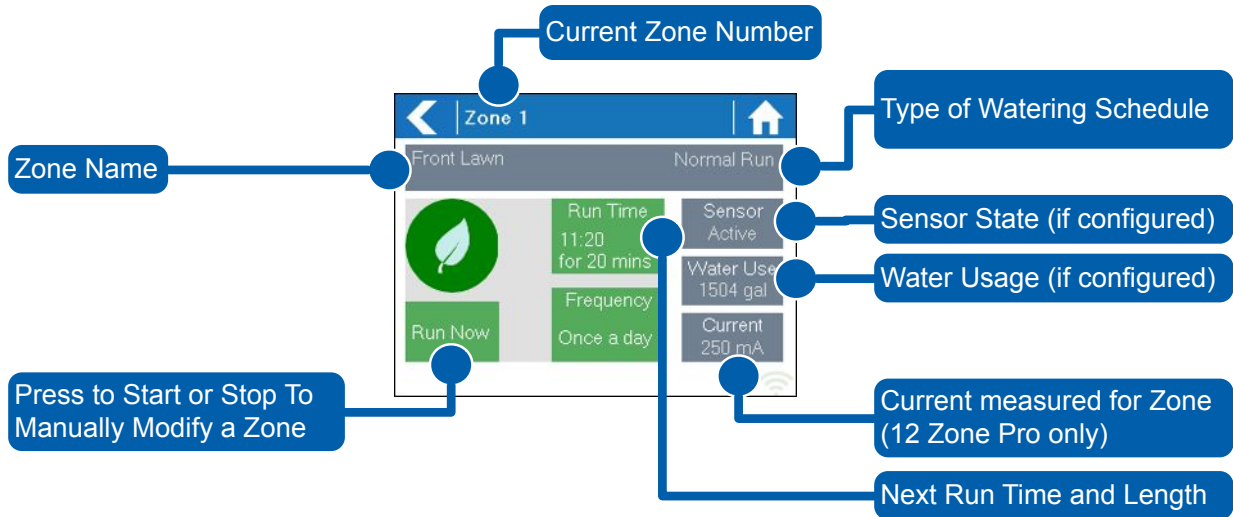 Current Zone Number
Zone 1
Type of Watering Schedule
Front Lawn
Normal Run
Zone Name
Run Time
11:20
for 20 mins
Sensor
Active
Sensor State (if configured)
Water Use
1504 gal
Water Usage (if configured)
Run Now
Frequency
Once a day
Current
250 mA
Press to Start or Stop To
Manually Modify a Zone
Current measured for Zone
(12 Zone Pro only)
Next Run Time and Length